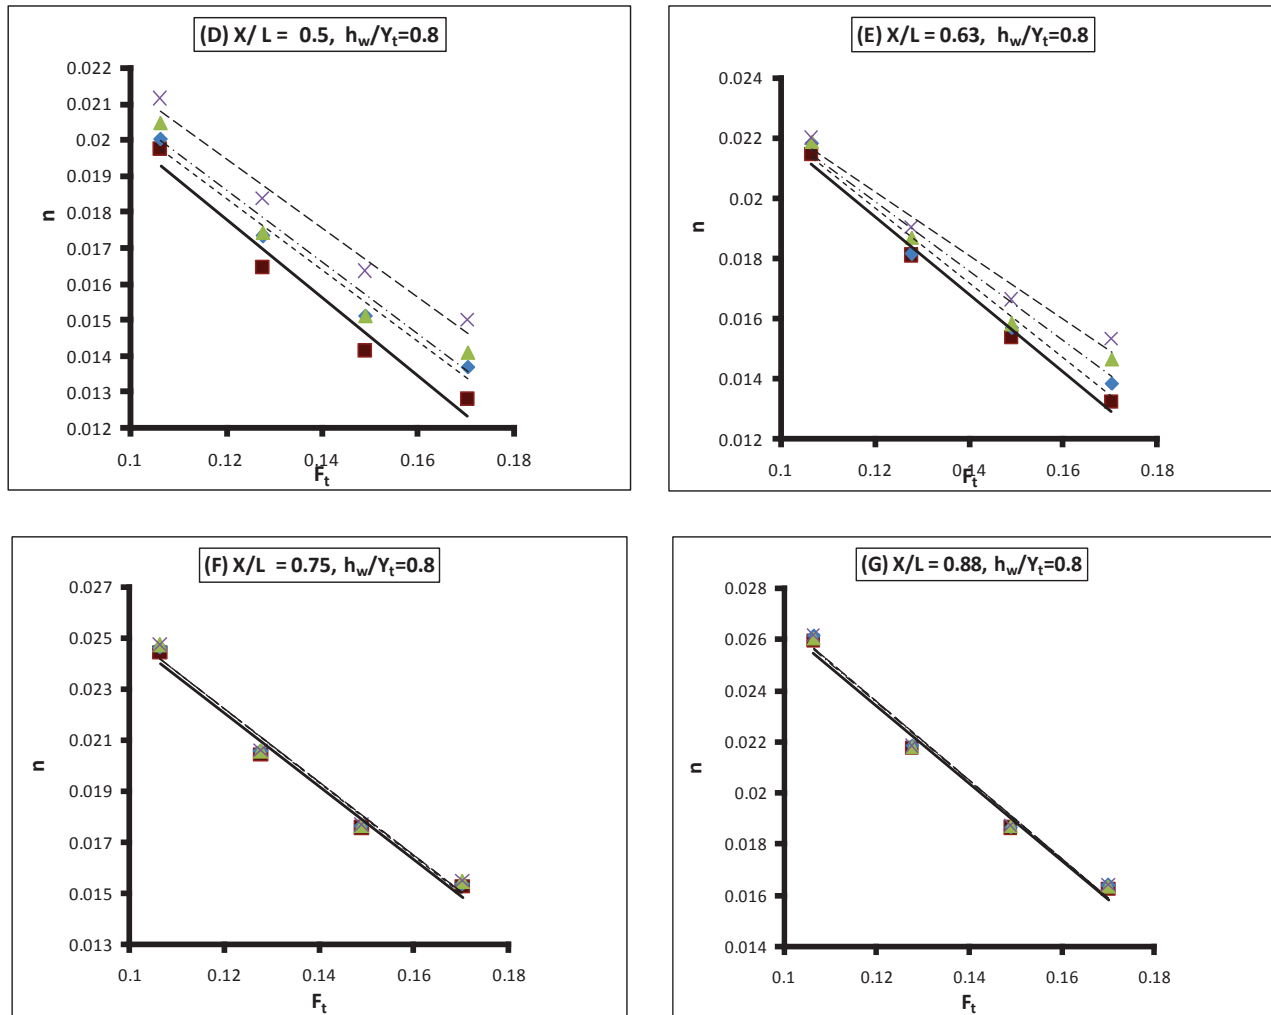 (D) X/ L = 0.5, hw/Yt=0.8
0.022
0.021
0.02
0.019
0.018
0.017
0.016
0.015
0.014
0.013
0.012
n
0.1 0.12 0.14 0.16 0.18
Ft
(E) X/L = 0.63, hw/Yt=0.8
0.024
0.022
0.02
0.018
0.016
0.014
0.012
n
0.1 0.12 0.14 0.16 0.18
Ft
(F) X/L = 0.75, hw/Yt=0.8
0.027
0.025
0.023
0.021
0.019
0.017
0.015
0.013
n
0.1 0.12 0.14 0.16 0.18
Ft
(G) X/L = 0.88, hw/Yt=0.8
0.028
0.026
0.024
0.022
0.02
0.018
0.016
0.014
n
0.1 0.12 0.14 0.16 0.18
Ft